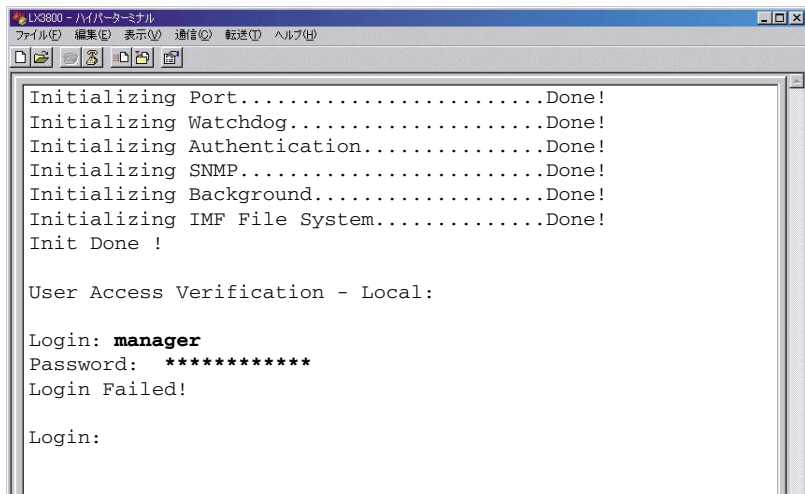 LX3800 - ハイパーターミナル
ファイル(F) 編集(E) 表示(V) 通信(C) 転送(T) ヘルプ(H)
Initializing Port.........................Done!
Initializing Watchdog.....................Done!
Initializing Authentication...............Done!
Initializing SNMP.........................Done!
Initializing Background...................Done!
Initializing IMF File System..............Done!
Init Done !
User Access Verification - Local:
Login: manager
Password: ************
Login Failed!
Login: